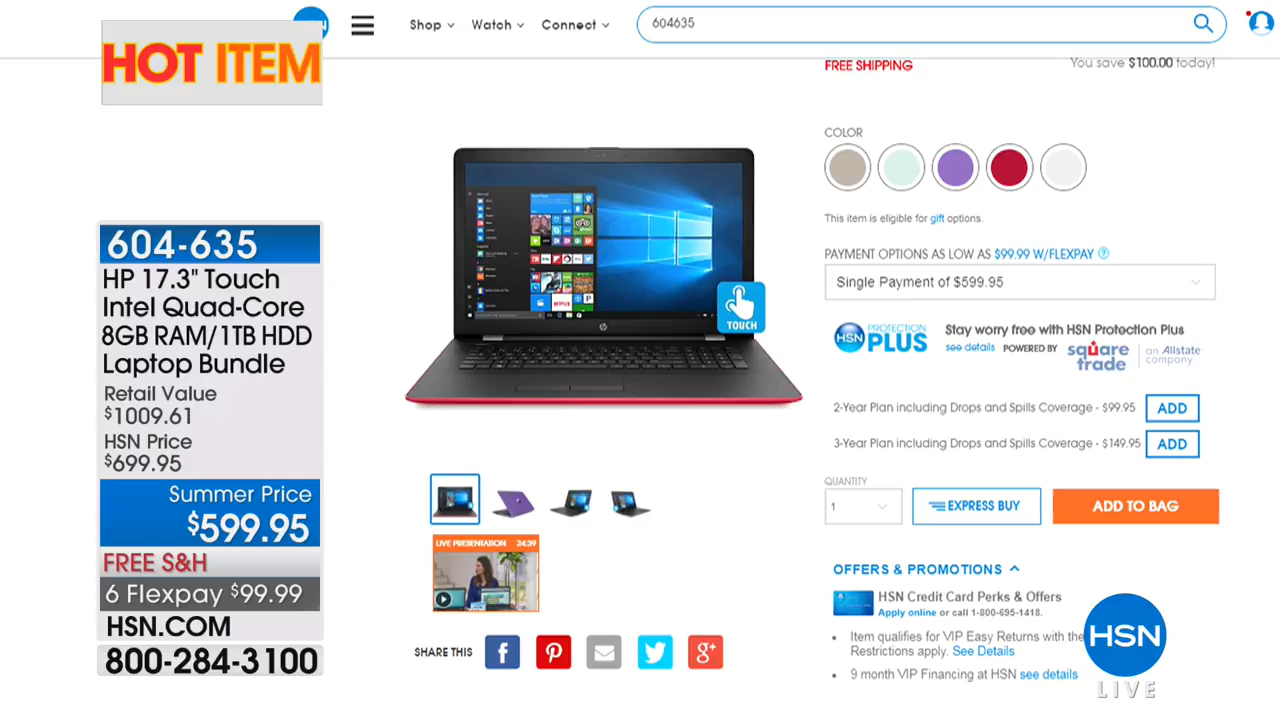 HOT ITEM
Shop
Watch
Connect
604635
FREE SHIPPING
You save $100.00 today!
COLOR
This item is eligible for gift options.
PAYMENT OPTIONS AS LOW AS $99.99 W/FLEXPAY ?
Single Payment of $599.95
HSN PROTECTION PLUS
Stay worry free with HSN Protection Plus
see details POWERED BY
square trade
an Allstate company
2-Year Plan including Drops and Spills Coverage - $99.95 ADD
3-Year Plan including Drops and Spills Coverage - $149.95 ADD
QUANTITY
1
EXPRESS BUY
ADD TO BAG
OFFERS & PROMOTIONS
HSN Credit Card Perks & Offers
Apply online or call 1-800-695-1418.
Item qualifies for VIP Easy Returns with the
Restrictions apply. See Details
9 month VIP Financing at HSN see details
TOUCH
hp
LIVE PRESENTATION 24:39
SHARE THIS
604-635
HP 17.3" Touch
Intel Quad-Core
8GB RAM/1TB HDD
Laptop Bundle
Retail Value
$1009.61
HSN Price
$699.95
Summer Price
$599.95
FREE S&H
6 Flexpay $99.99
HSN.COM
800-284-3100
HSN
LIVE